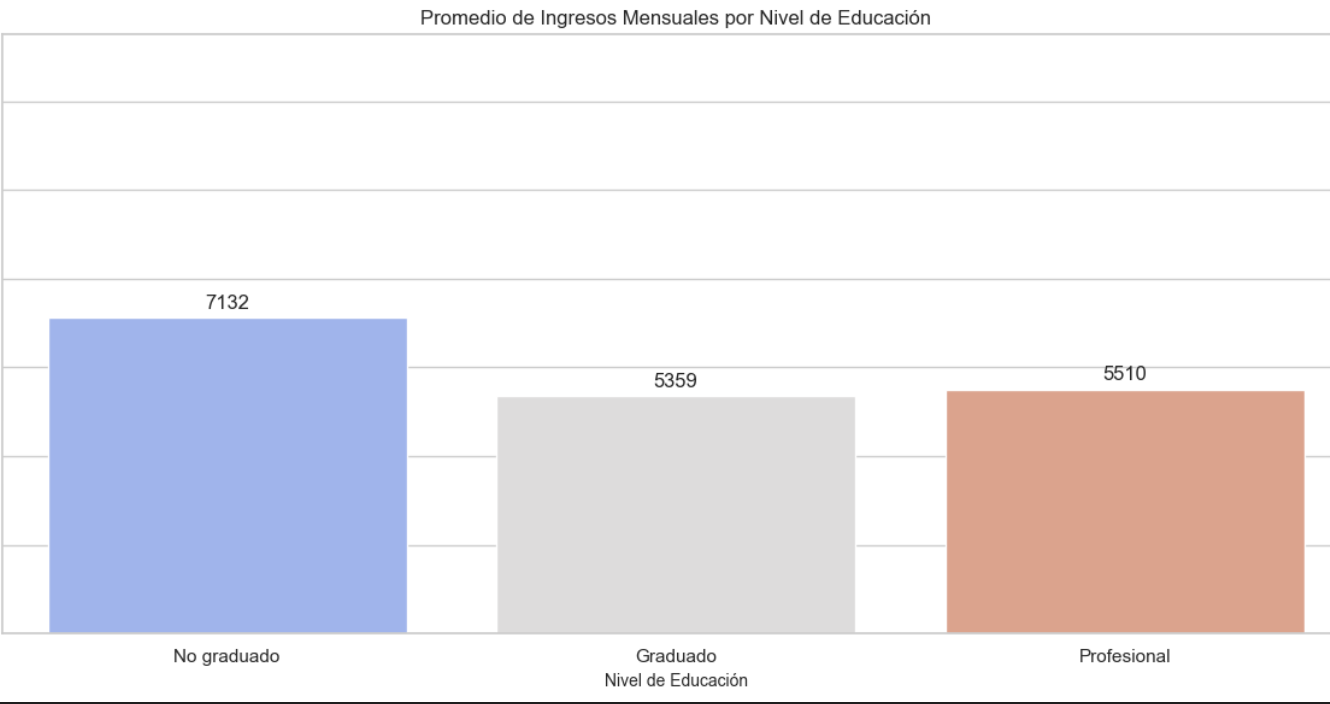 Promedio de Ingresos Mensuales por Nivel de Educación
7132
5359
5510
No graduado
Graduado
Profesional
Nivel de Educación